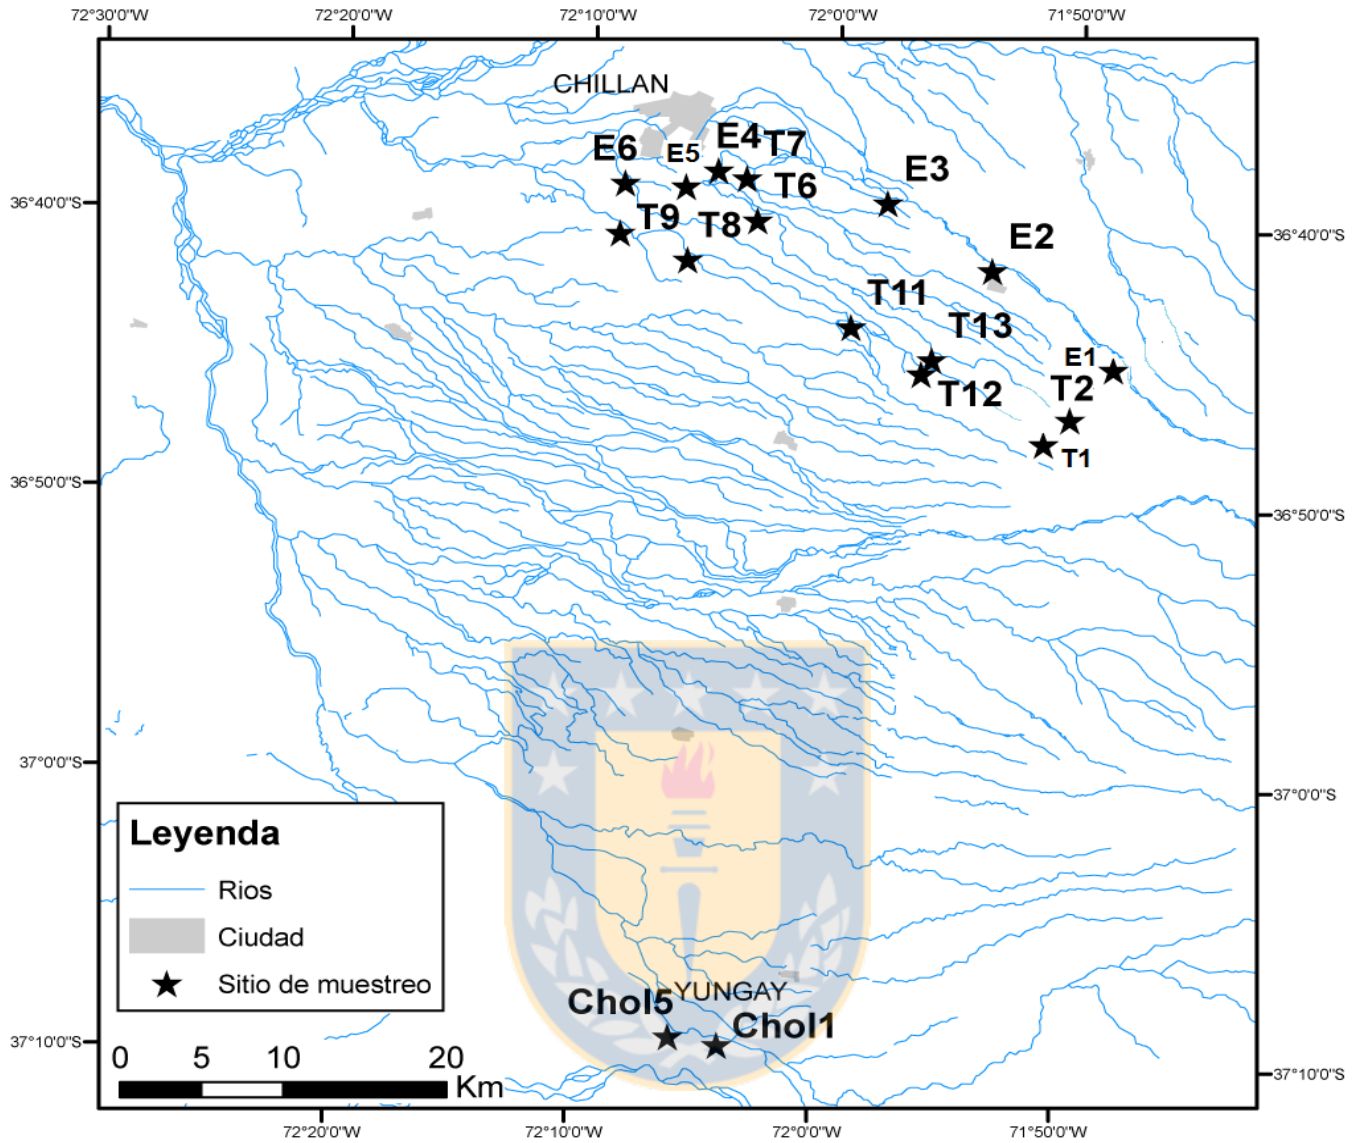 72°30'0"W 72°20'0"W 72°10'0"W 72°0'0"W 71°50'0"W
CHILLAN
E6 E5 E4 T7
E3
T6
36°40'0"S
T9 T8
E2
36°40'0"S
T11
T13
E1
T2
T12
T1
36°50'0"S
36°50'0"S
37°0'0"S
37°0'0"S
Leyenda
Rios
Ciudad
Sitio de muestreo
YUNGAY
Chol5
Chol1
37°10'0"S
0 5 10 20
Km
37°10'0"S
72°20'0"W 72°10'0"W 72°0'0"W 71°50'0"W